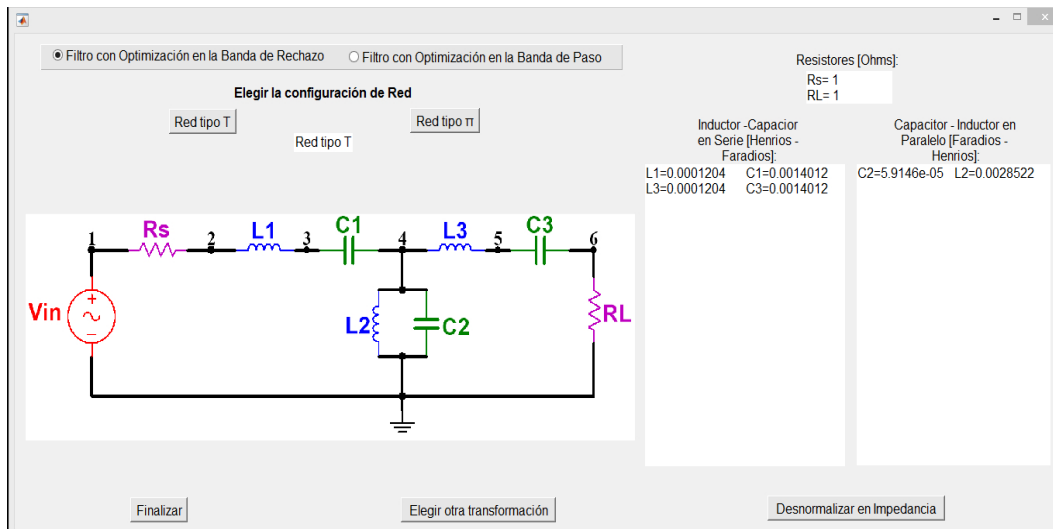 Filtro con Optimización en la Banda de Rechazo
Filtro con Optimización en la Banda de Paso
Elegir la configuración de Red
Red tipo T
Red tipo π
Red tipo T
Resistores [Ohms]:
Rs= 1
RL= 1
Inductor -Capacior
en Serie [Henrios -
Faradios]:
L1=0.0001204 C1=0.0014012
L3=0.0001204 C3=0.0014012
Capacitor - Inductor en
Paralelo [Faradios -
Henrios]:
C2=5.9146e-05 L2=0.0028522
1
Rs
2
L1
3
C1
4
L3
5
C3
6
Vin
L2
C2
RL
Finalizar
Elegir otra transformación
Desnormalizar en Impedancia